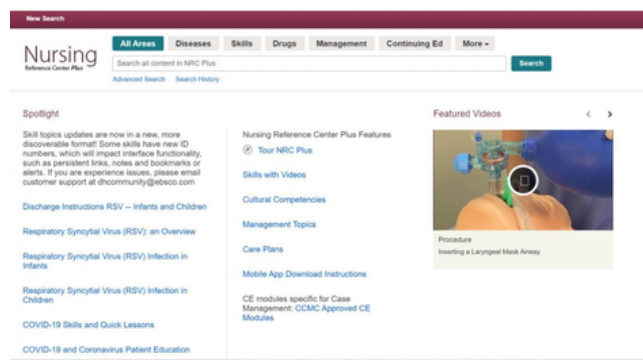 New Search
Nursing
Reference Center Plus
All Areas
Diseases
Skills
Drugs
Management
Continuing Ed
More
Search all content in NRC Plus
Search
Advanced Search
Search History
Spotlight
Skill topics updates are now in a new, more
discoverable format! Some skills have new ID
numbers, which will impact interface functionality,
such as persistent links, notes and bookmarks or
alerts. If you are experience issues, please email
customer support at dhcommunity@ebsco.com
Discharge Instructions RSV -- Infants and Children
Respiratory Syncytial Virus (RSV): an Overview
Respiratory Syncytial Virus (RSV) Infection in
Infants
Respiratory Syncytial Virus (RSV) Infection in
Children
COVID-19 Skills and Quick Lessons
COVID-19 and Coronavirus Patient Education
Nursing Reference Center Plus Features
Tour NRC Plus
Skills with Videos
Cultural Competencies
Management Topics
Care Plans
Mobile App Download Instructions
CE modules specific for Case
Management: CCMC Approved CE
Modules
Featured Videos
Procedure
Inserting a Laryngeal Mask Airway